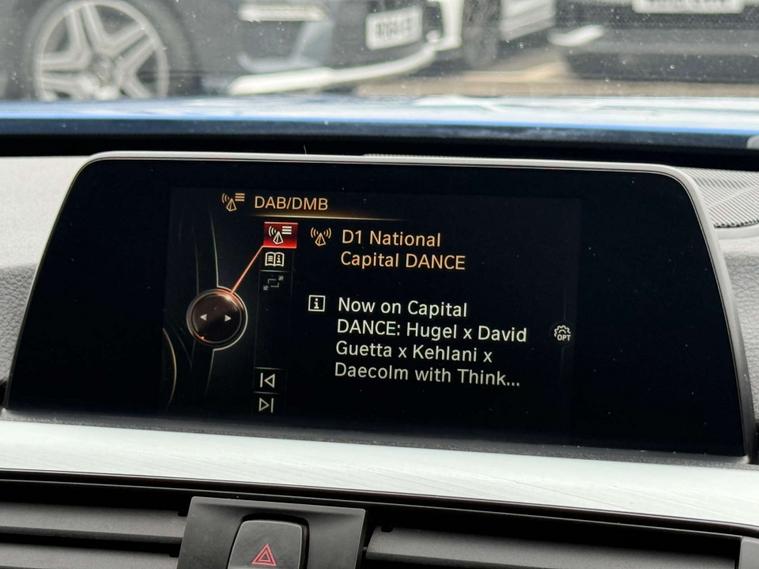 DAB/DMB
D1 National
Capital DANCE
Now on Capital
DANCE: Hugel x David
Guetta x Kehlani x
Daecolm with Think...
OPT